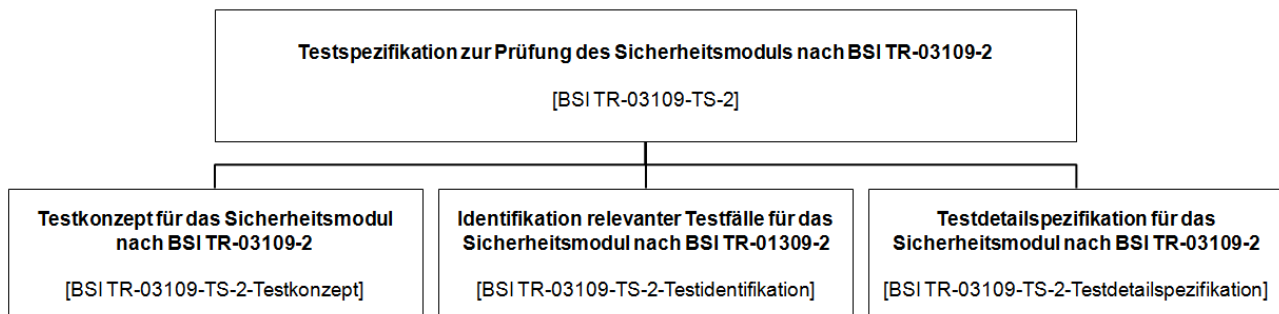 Testspezifikation zur Prüfung des Sicherheitsmoduls nach BSI TR-03109-2
[BSI TR-03109-TS-2]
Testkonzept für das Sicherheitsmodul
nach BSI TR-03109-2
[BSI TR-03109-TS-2-Testkonzept]
Identifikation relevanter Testfälle für das
Sicherheitsmodul nach BSI TR-01309-2
[BSI TR-03109-TS-2-Testidentifikation]
Testdetailspezifikation für das
Sicherheitsmodul nach BSI TR-03109-2
[BSI TR-03109-TS-2-Testdetailspezifikation]